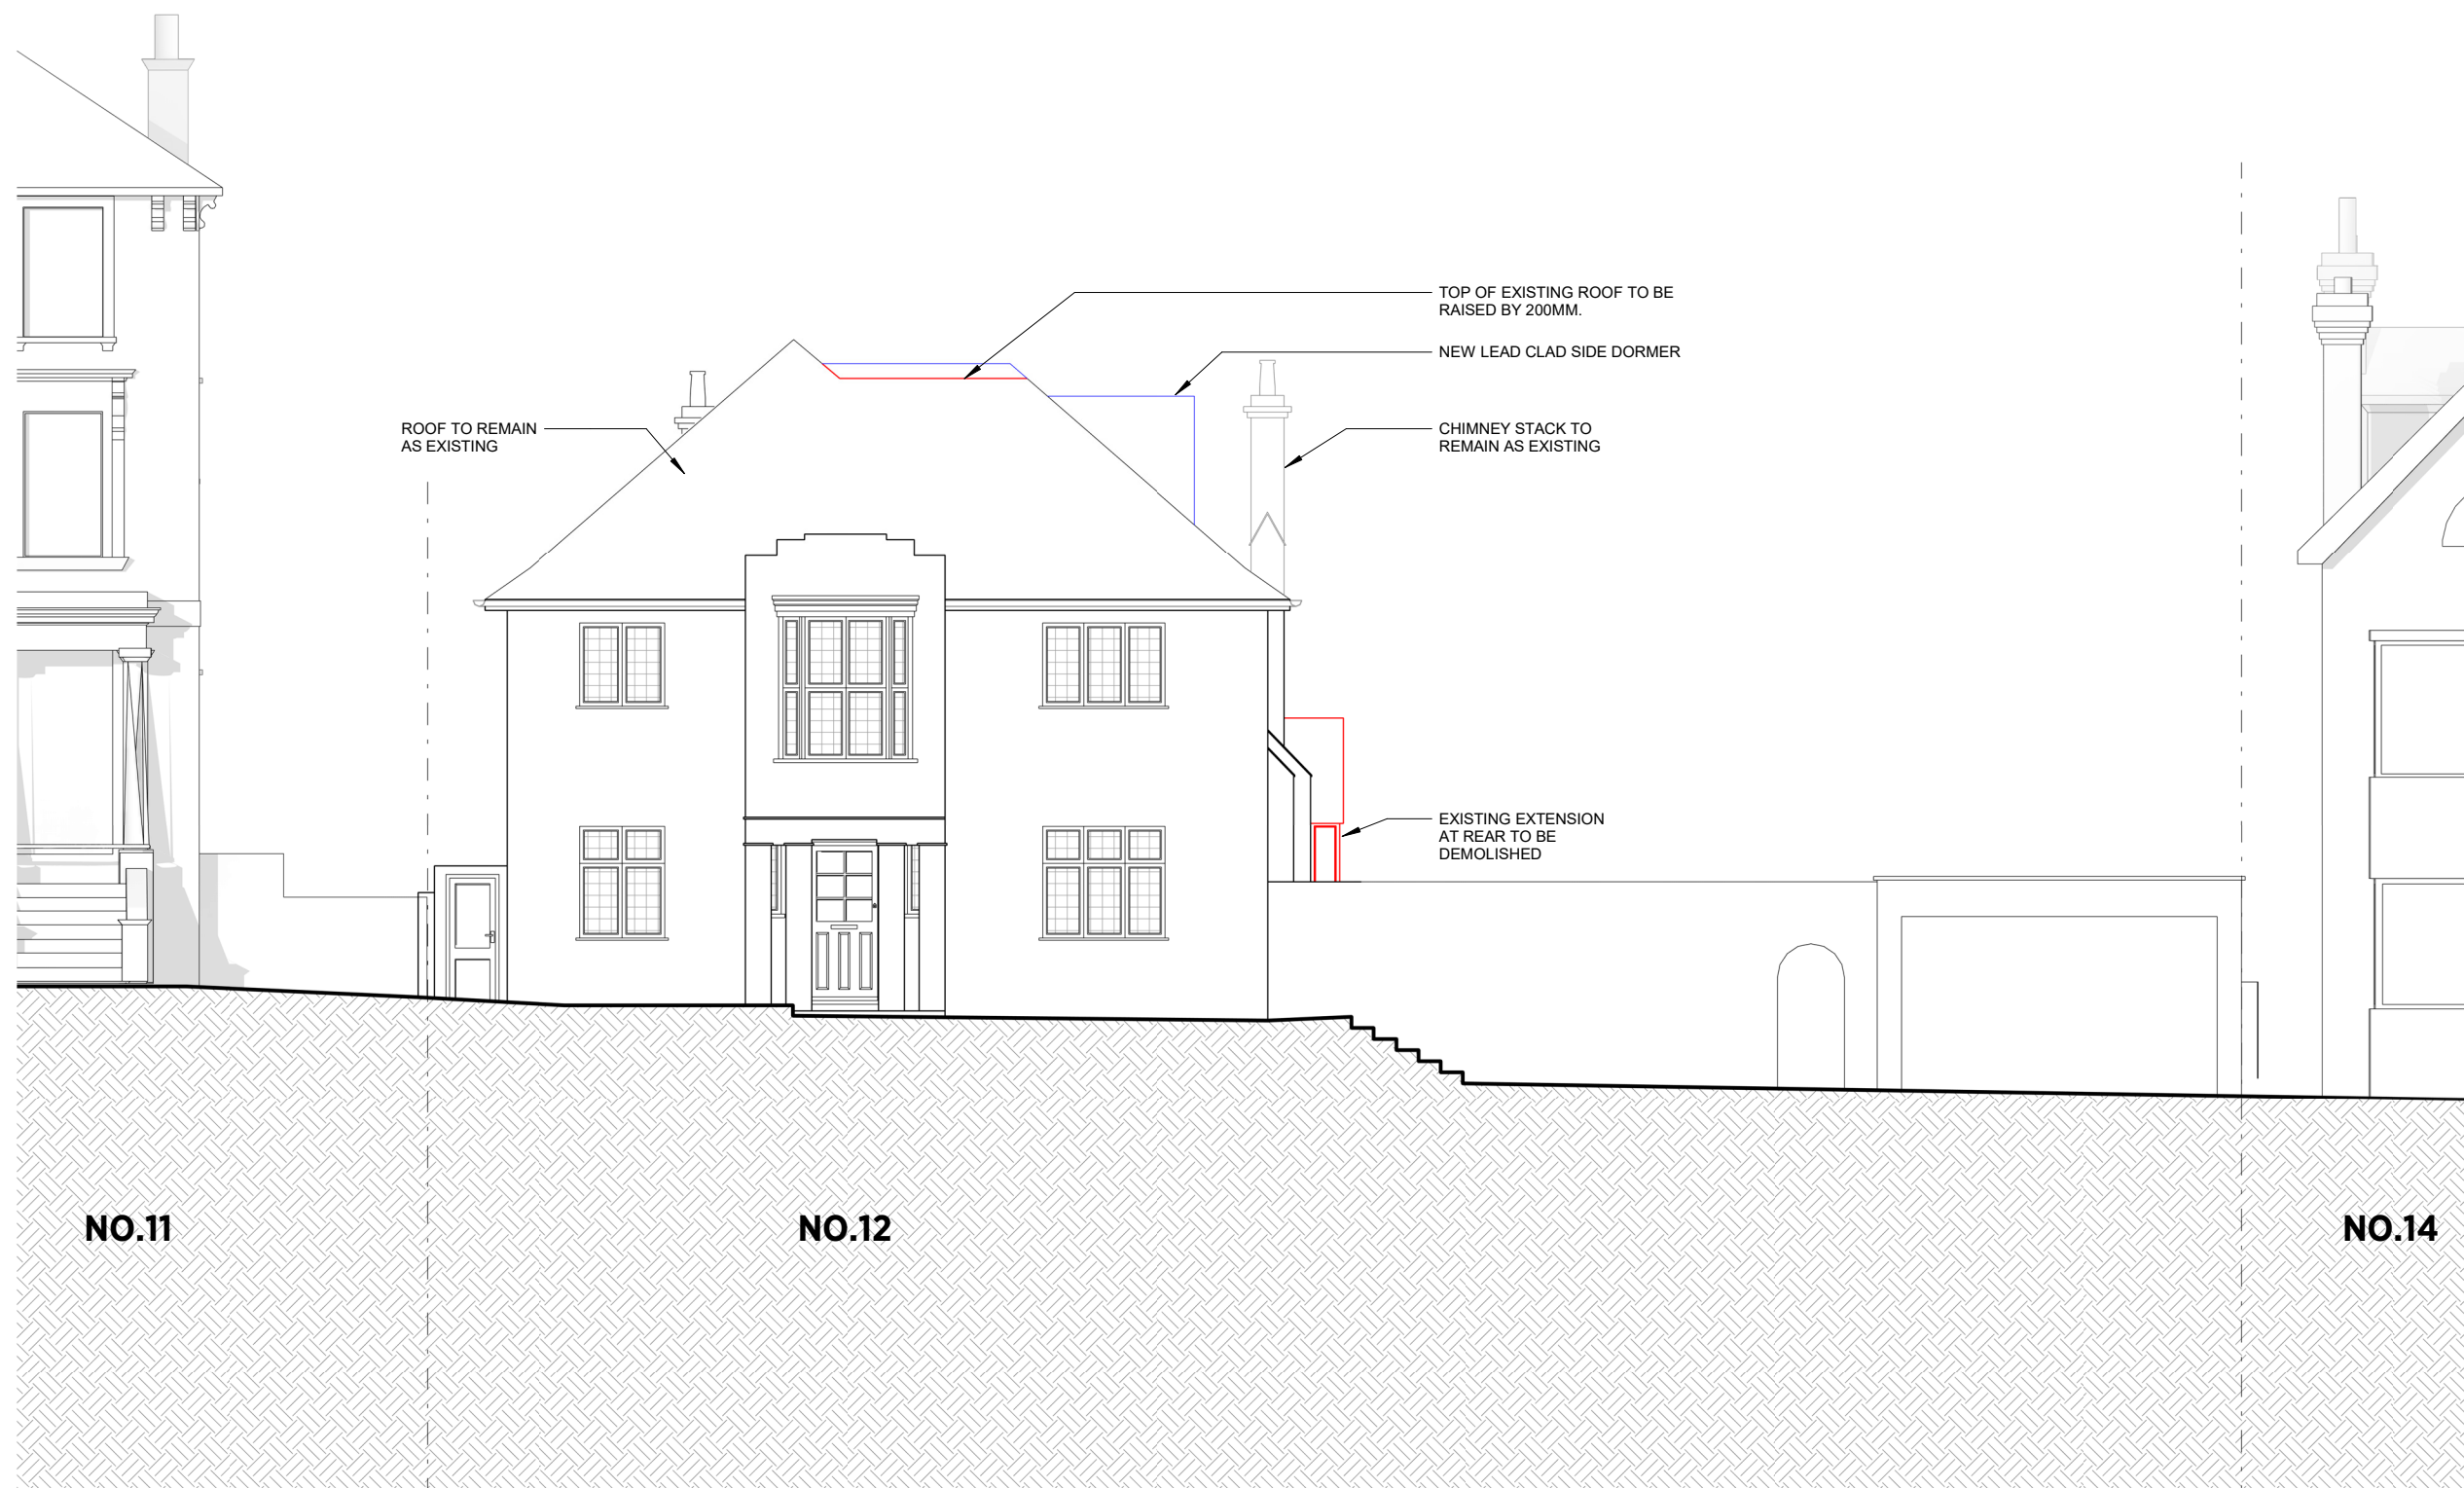 TOP OF EXISTING ROOF TO BE
RAISED BY 200MM.
NEW LEAD CLAD SIDE DORMER
ROOF TO REMAIN
AS EXISTING
CHIMNEY STACK TO
REMAIN AS EXISTING
EXISTING EXTENSION
AT REAR TO BE
DEMOLISHED
NO.11
NO.12
NO.14